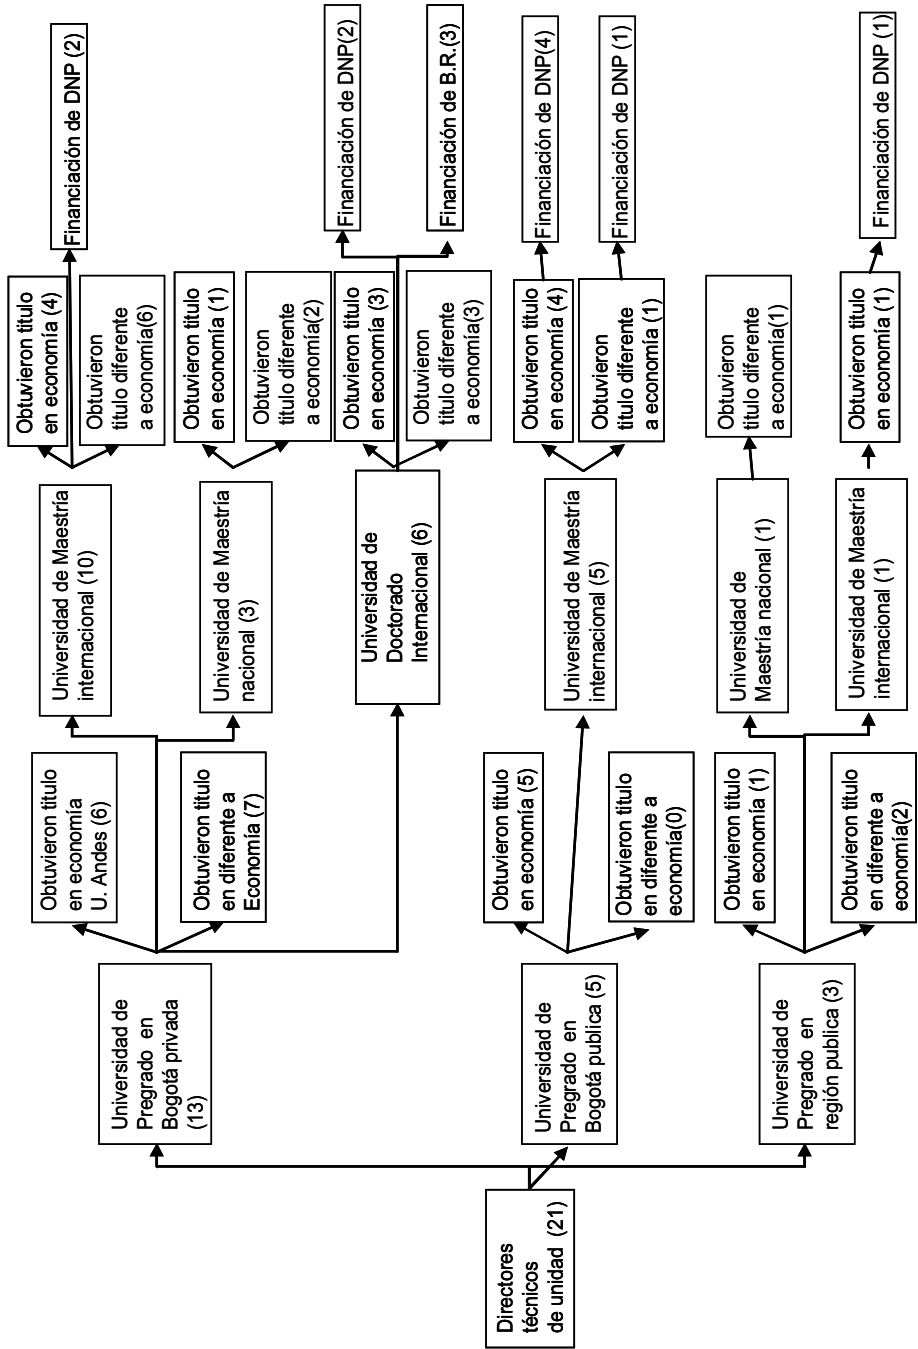 Directores
técnicos
de unidad (21)
Universidad de
Pregrado en
Bogotá privada
(13)
Universidad de
Pregrado en
Bogotá publica (5)
Universidad de
Pregrado en
región publica (3)
Obtuvieron titulo
en economía
U. Andes (6)
Obtuvieron titulo
en diferente a
Economía (7)
Obtuvieron titulo
en economía (5)
Obtuvieron titulo
en diferente a
economía(0)
Obtuvieron titulo
en economía (1)
Obtuvieron titulo
en diferente a
economía(2)
Universidad de Maestría
internacional (10)
Universidad de Maestría
nacional (3)
Universidad de
Doctorado
Internacional (6)
Universidad de Maestría
internacional (5)
Universidad de
Maestría nacional (1)
Universidad de Maestría
internacional (1)
Obtuvieron titulo
en economía (4)
Obtuvieron
titulo diferente
a economía(6)
Obtuvieron titulo
en economía (1)
Obtuvieron
titulo diferente
a economía(2)
Obtuvieron titulo
en economía (3)
Obtuvieron
titulo diferente
a economía(3)
Obtuvieron titulo
en economía (4)
Obtuvieron
titulo diferente
a economía (1)
Obtuvieron
titulo diferente
a economía(1)
Obtuvieron titulo
en economía (1)
Financiación de DNP (2)
Financiación de DNP(2)
Financiación de B.R.(3)
Financiación de DNP(4)
Financiación de DNP (1)
Financiación de DNP (1)